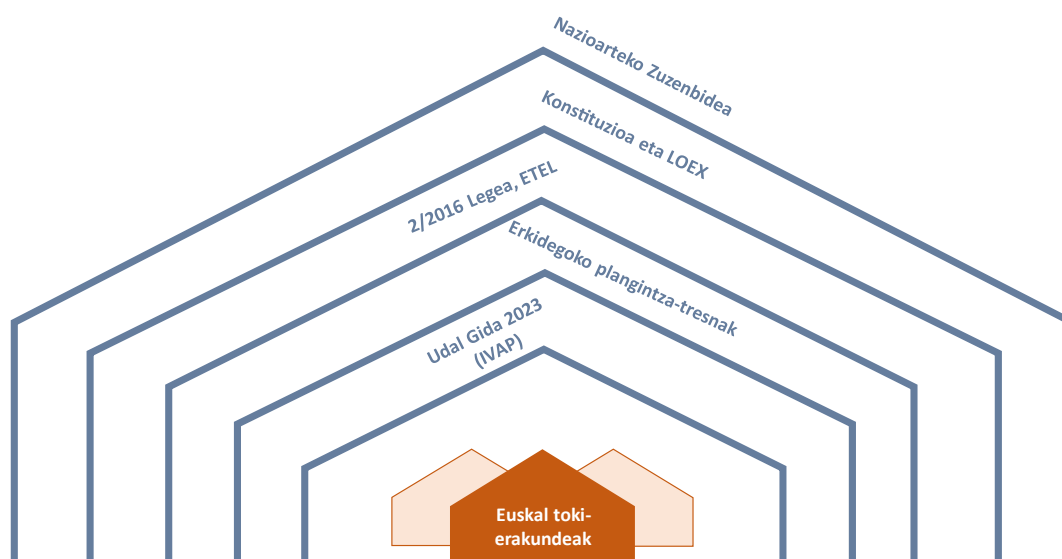 Nazioarteko Zuzenbidea
Konstituzioa eta LOEX
2/2016 Legea, ETEL
Erkidegoko plangintza-tresnak
Udal Gida 2023
(IVAP)
Euskal toki-
erakundeak